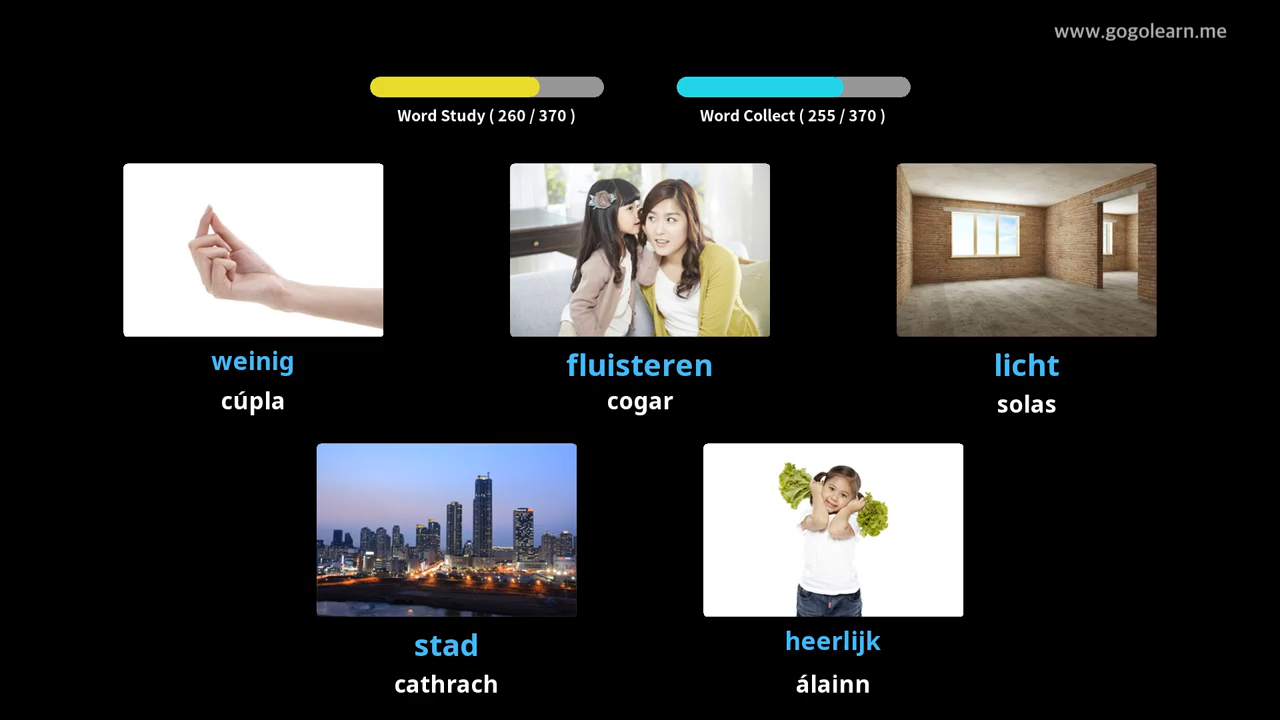 www.gogolearn.me
Word Study ( 260 / 370 )
Word Collect ( 255 / 370 )
weinig
cúpla
fluisteren
cogar
licht
solas
stad
cathrach
heerlijk
álainn